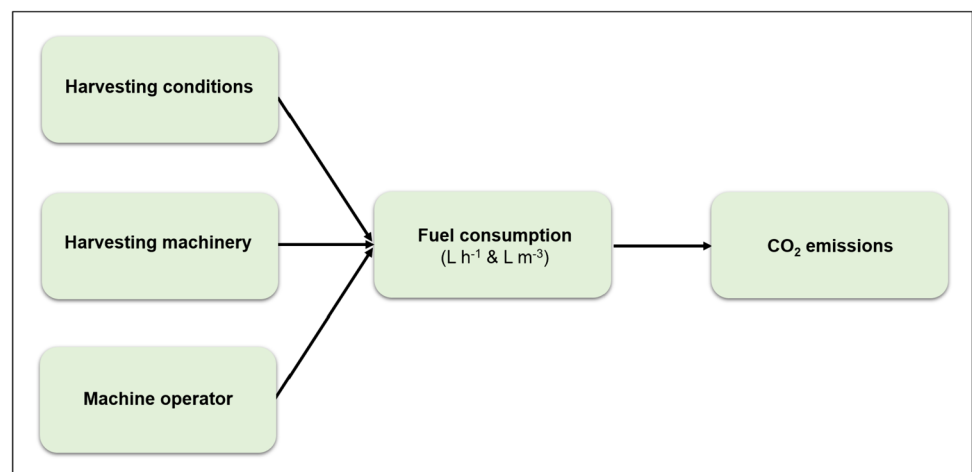 Harvesting conditions
Harvesting machinery
Machine operator
Fuel consumption
(L h⁻¹ & L m⁻³)
CO₂ emissions